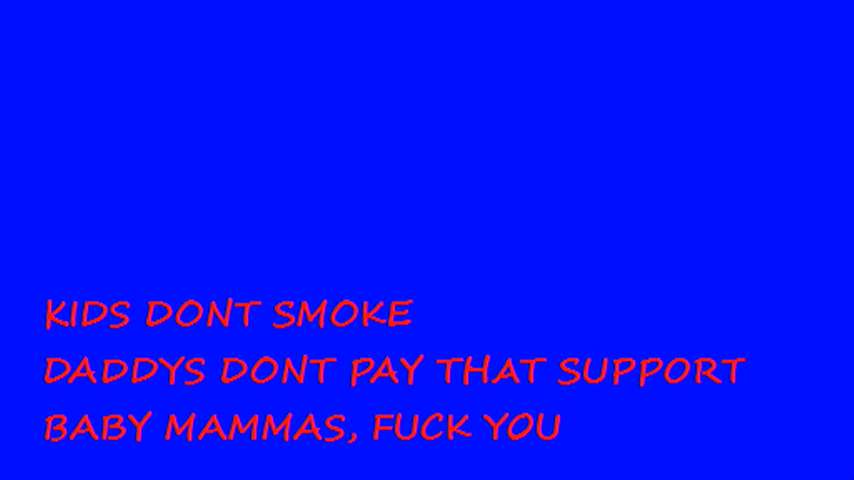 KIDS DONT SMOKE
DADDYS DONT PAY THAT SUPPORT
BABY MAMMAS, FUCK YOU